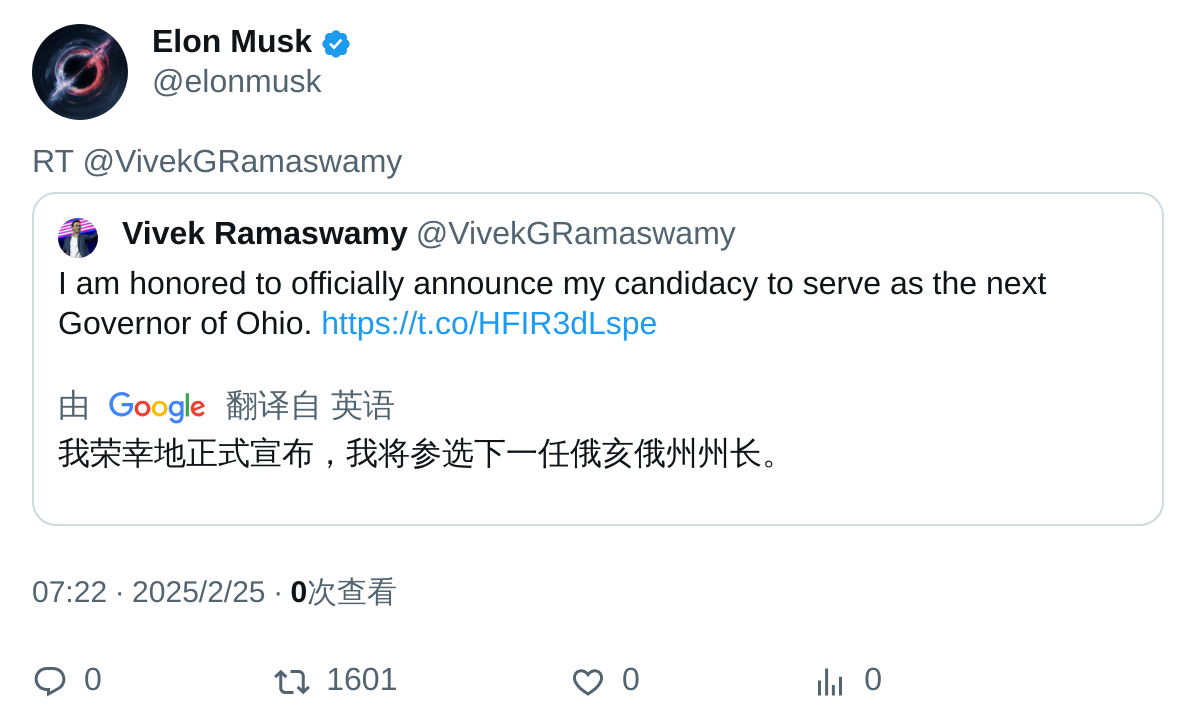 Elon Musk
@elonmusk
RT @VivekGRamaswamy
Vivek Ramaswamy @VivekGRamaswamy
I am honored to officially announce my candidacy to serve as the next
Governor of Ohio. https://t.co/HFIR3dLspe
由 Google 翻译自 英语
我荣幸地正式宣布，我将参选下一任俄亥俄州州长。
07:22 · 2025/2/25 · 0次查看
0 1601 0 0